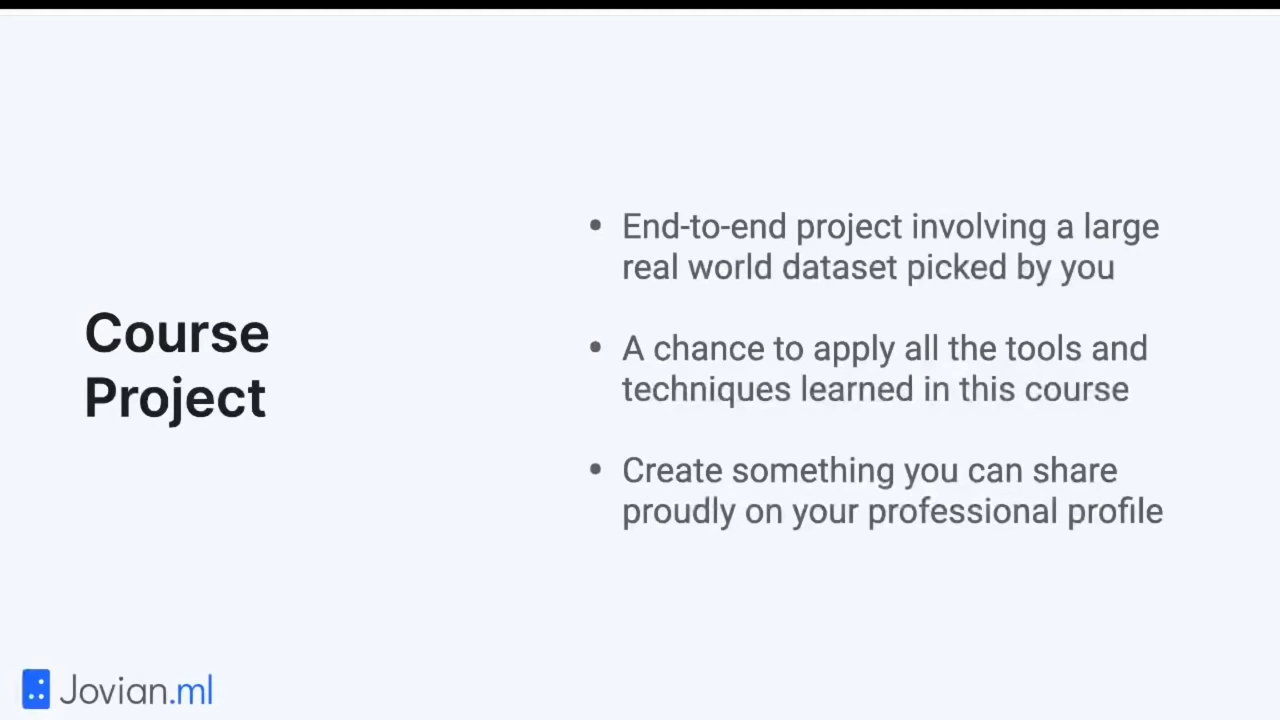 Course
Project
• End-to-end project involving a large
real world dataset picked by you
• A chance to apply all the tools and
techniques learned in this course
• Create something you can share
proudly on your professional profile
Jovian.ml